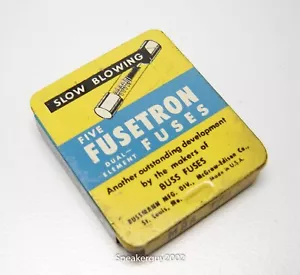 SLOW BLOWING
FIVE
FUSETRON
DUAL-
ELEMENT
FUSES
Another outstanding development
by the makers of
BUSS FUSES
BUSSMANN MFG. DIV., McGraw-Edison Co.,
St. Louis, Mo.
Made in U.S.A.
Speakerguy2002